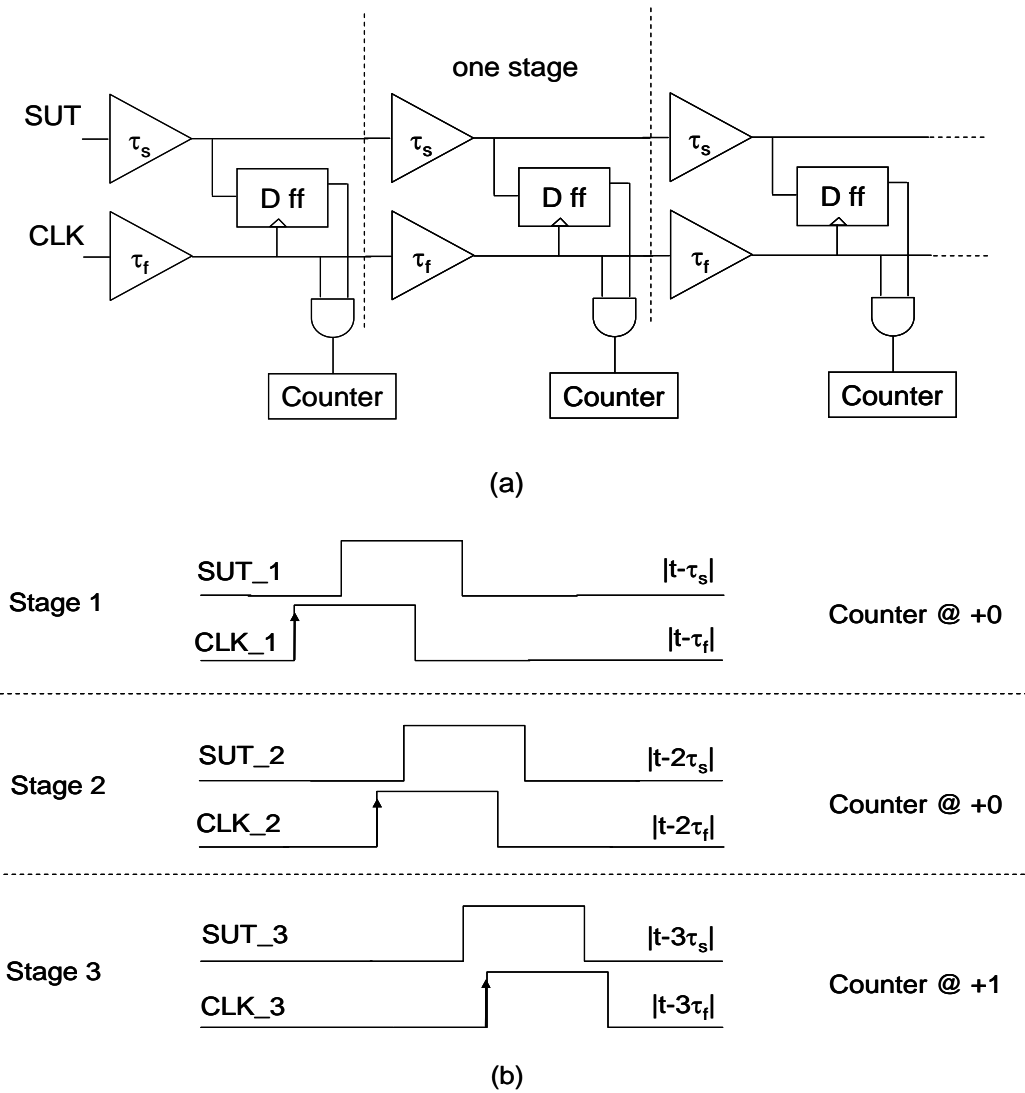 one stage
SUT
τs τs τs
D ff D ff D ff
CLK
τf τf τf
Counter Counter Counter
(a)
SUT_1 |t-τs|
Stage 1 Counter @ +0
CLK_1 |t-τf|
SUT_2 |t-2τs|
Stage 2 Counter @ +0
CLK_2 |t-2τf|
SUT_3 |t-3τs|
Stage 3 Counter @ +1
CLK_3 |t-3τf|
(b)